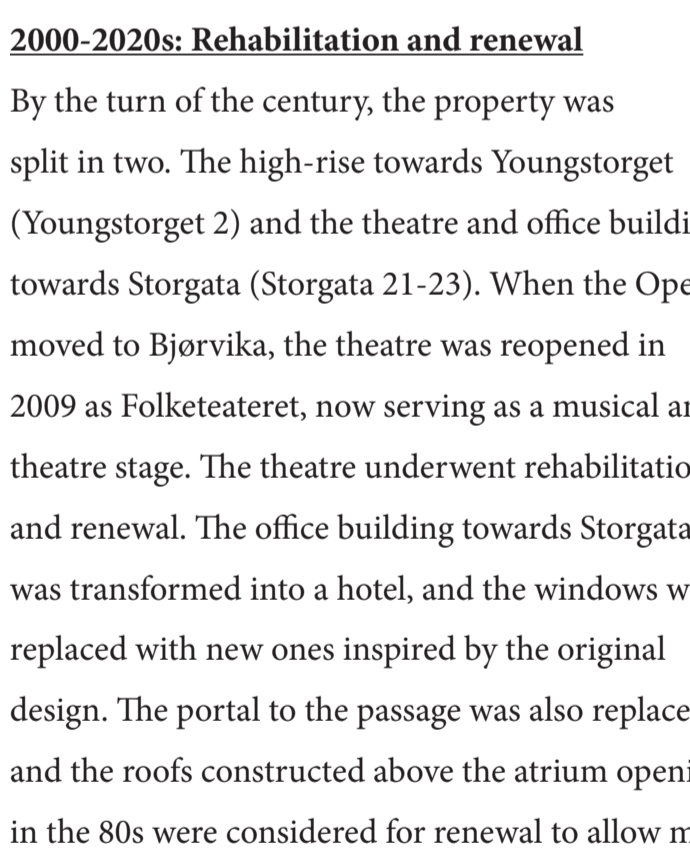 2000-2020s: Rehabilitation and renewal
By the turn of the century, the property was
split in two. The high-rise towards Youngstorget
(Youngstorget 2) and the theatre and office buildi
towards Storgata (Storgata 21-23). When the Ope
moved to Bjørvika, the theatre was reopened in
2009 as Folketeateret, now serving as a musical an
theatre stage. The theatre underwent rehabilitatio
and renewal. The office building towards Storgata
was transformed into a hotel, and the windows w
replaced with new ones inspired by the original
design. The portal to the passage was also replace
and the roofs constructed above the atrium openi
in the 80s were considered for renewal to allow m